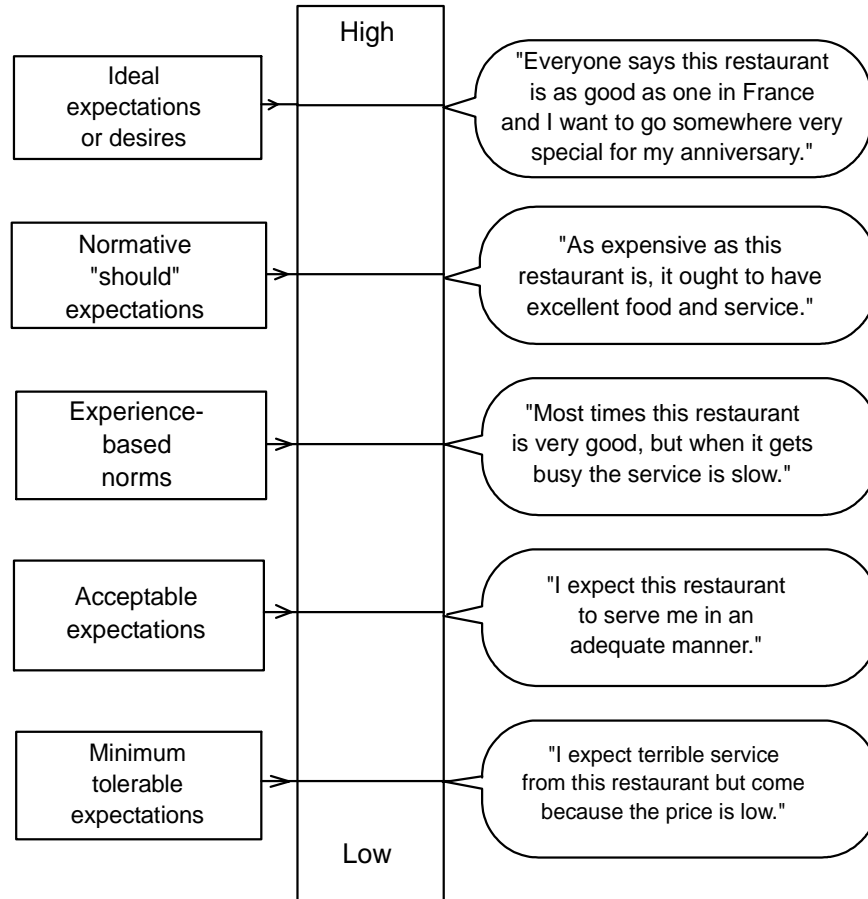 High
Ideal
expectations
or desires
"Everyone says this restaurant
is as good as one in France
and I want to go somewhere very
special for my anniversary."
Normative
"should"
expectations
"As expensive as this
restaurant is, it ought to have
excellent food and service."
Experience-
based
norms
"Most times this restaurant
is very good, but when it gets
busy the service is slow."
Acceptable
expectations
"I expect this restaurant
to serve me in an
adequate manner."
Minimum
tolerable
expectations
"I expect terrible service
from this restaurant but come
because the price is low."
Low